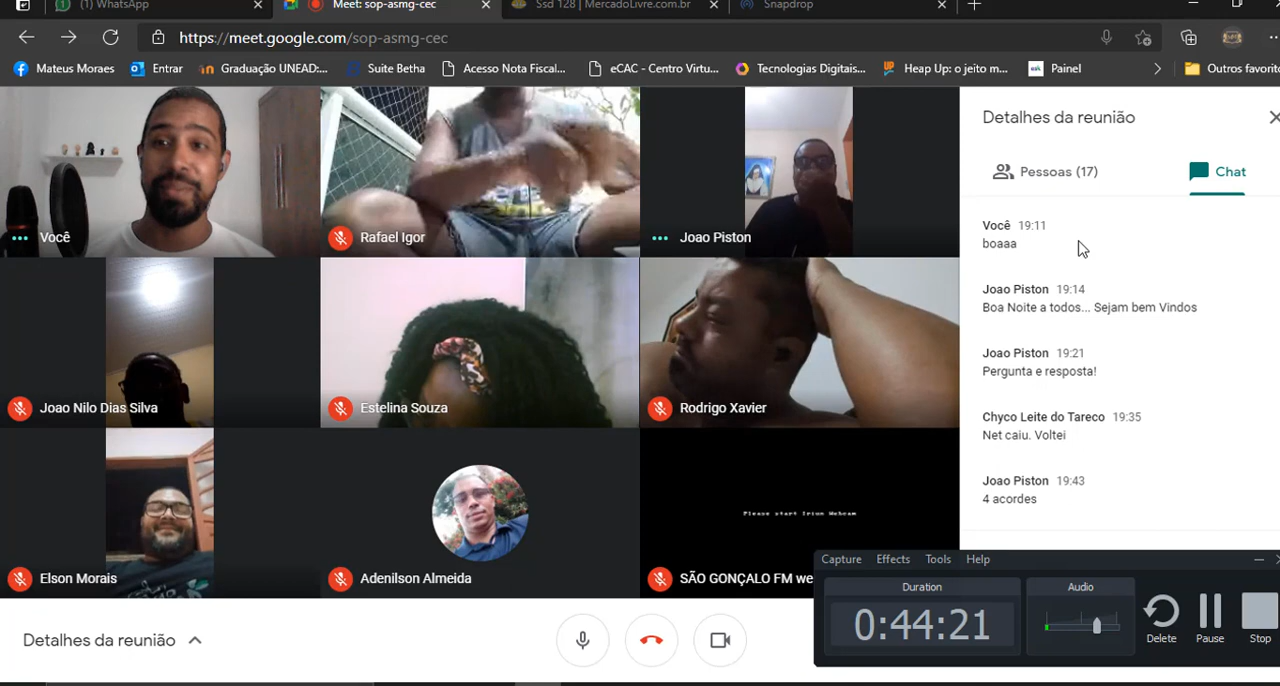 (1) WhatsApp
Meet: sop-asmg-cec
Ssd 128 | MercadoLivre.com.br
Snapdrop
https://meet.google.com/sop-asmg-cec
Mateus Moraes
Entrar
Graduação UNEAD:...
Suite Betha
Acesso Nota Fiscal...
eCAC - Centro Virtu...
Tecnologias Digitais...
Heap Up: o jeito m...
Painel
Outros favorit
Você
Rafael Igor
Joao Piston
Joao Nilo Dias Silva
Estelina Souza
Rodrigo Xavier
Elson Morais
Adenilson Almeida
Please start Iriun Webcam
SÃO GONÇALO FM we
Detalhes da reunião
Pessoas (17)
Chat
Você 19:11
boaaa
Joao Piston 19:14
Boa Noite a todos... Sejam bem Vindos
Joao Piston 19:21
Pergunta e resposta!
Chyco Leite do Tareco 19:35
Net caiu. Voltei
Joao Piston 19:43
4 acordes
Capture Effects Tools Help
Duration
0:44:21
Audio
Delete
Pause
Stop
Detalhes da reunião